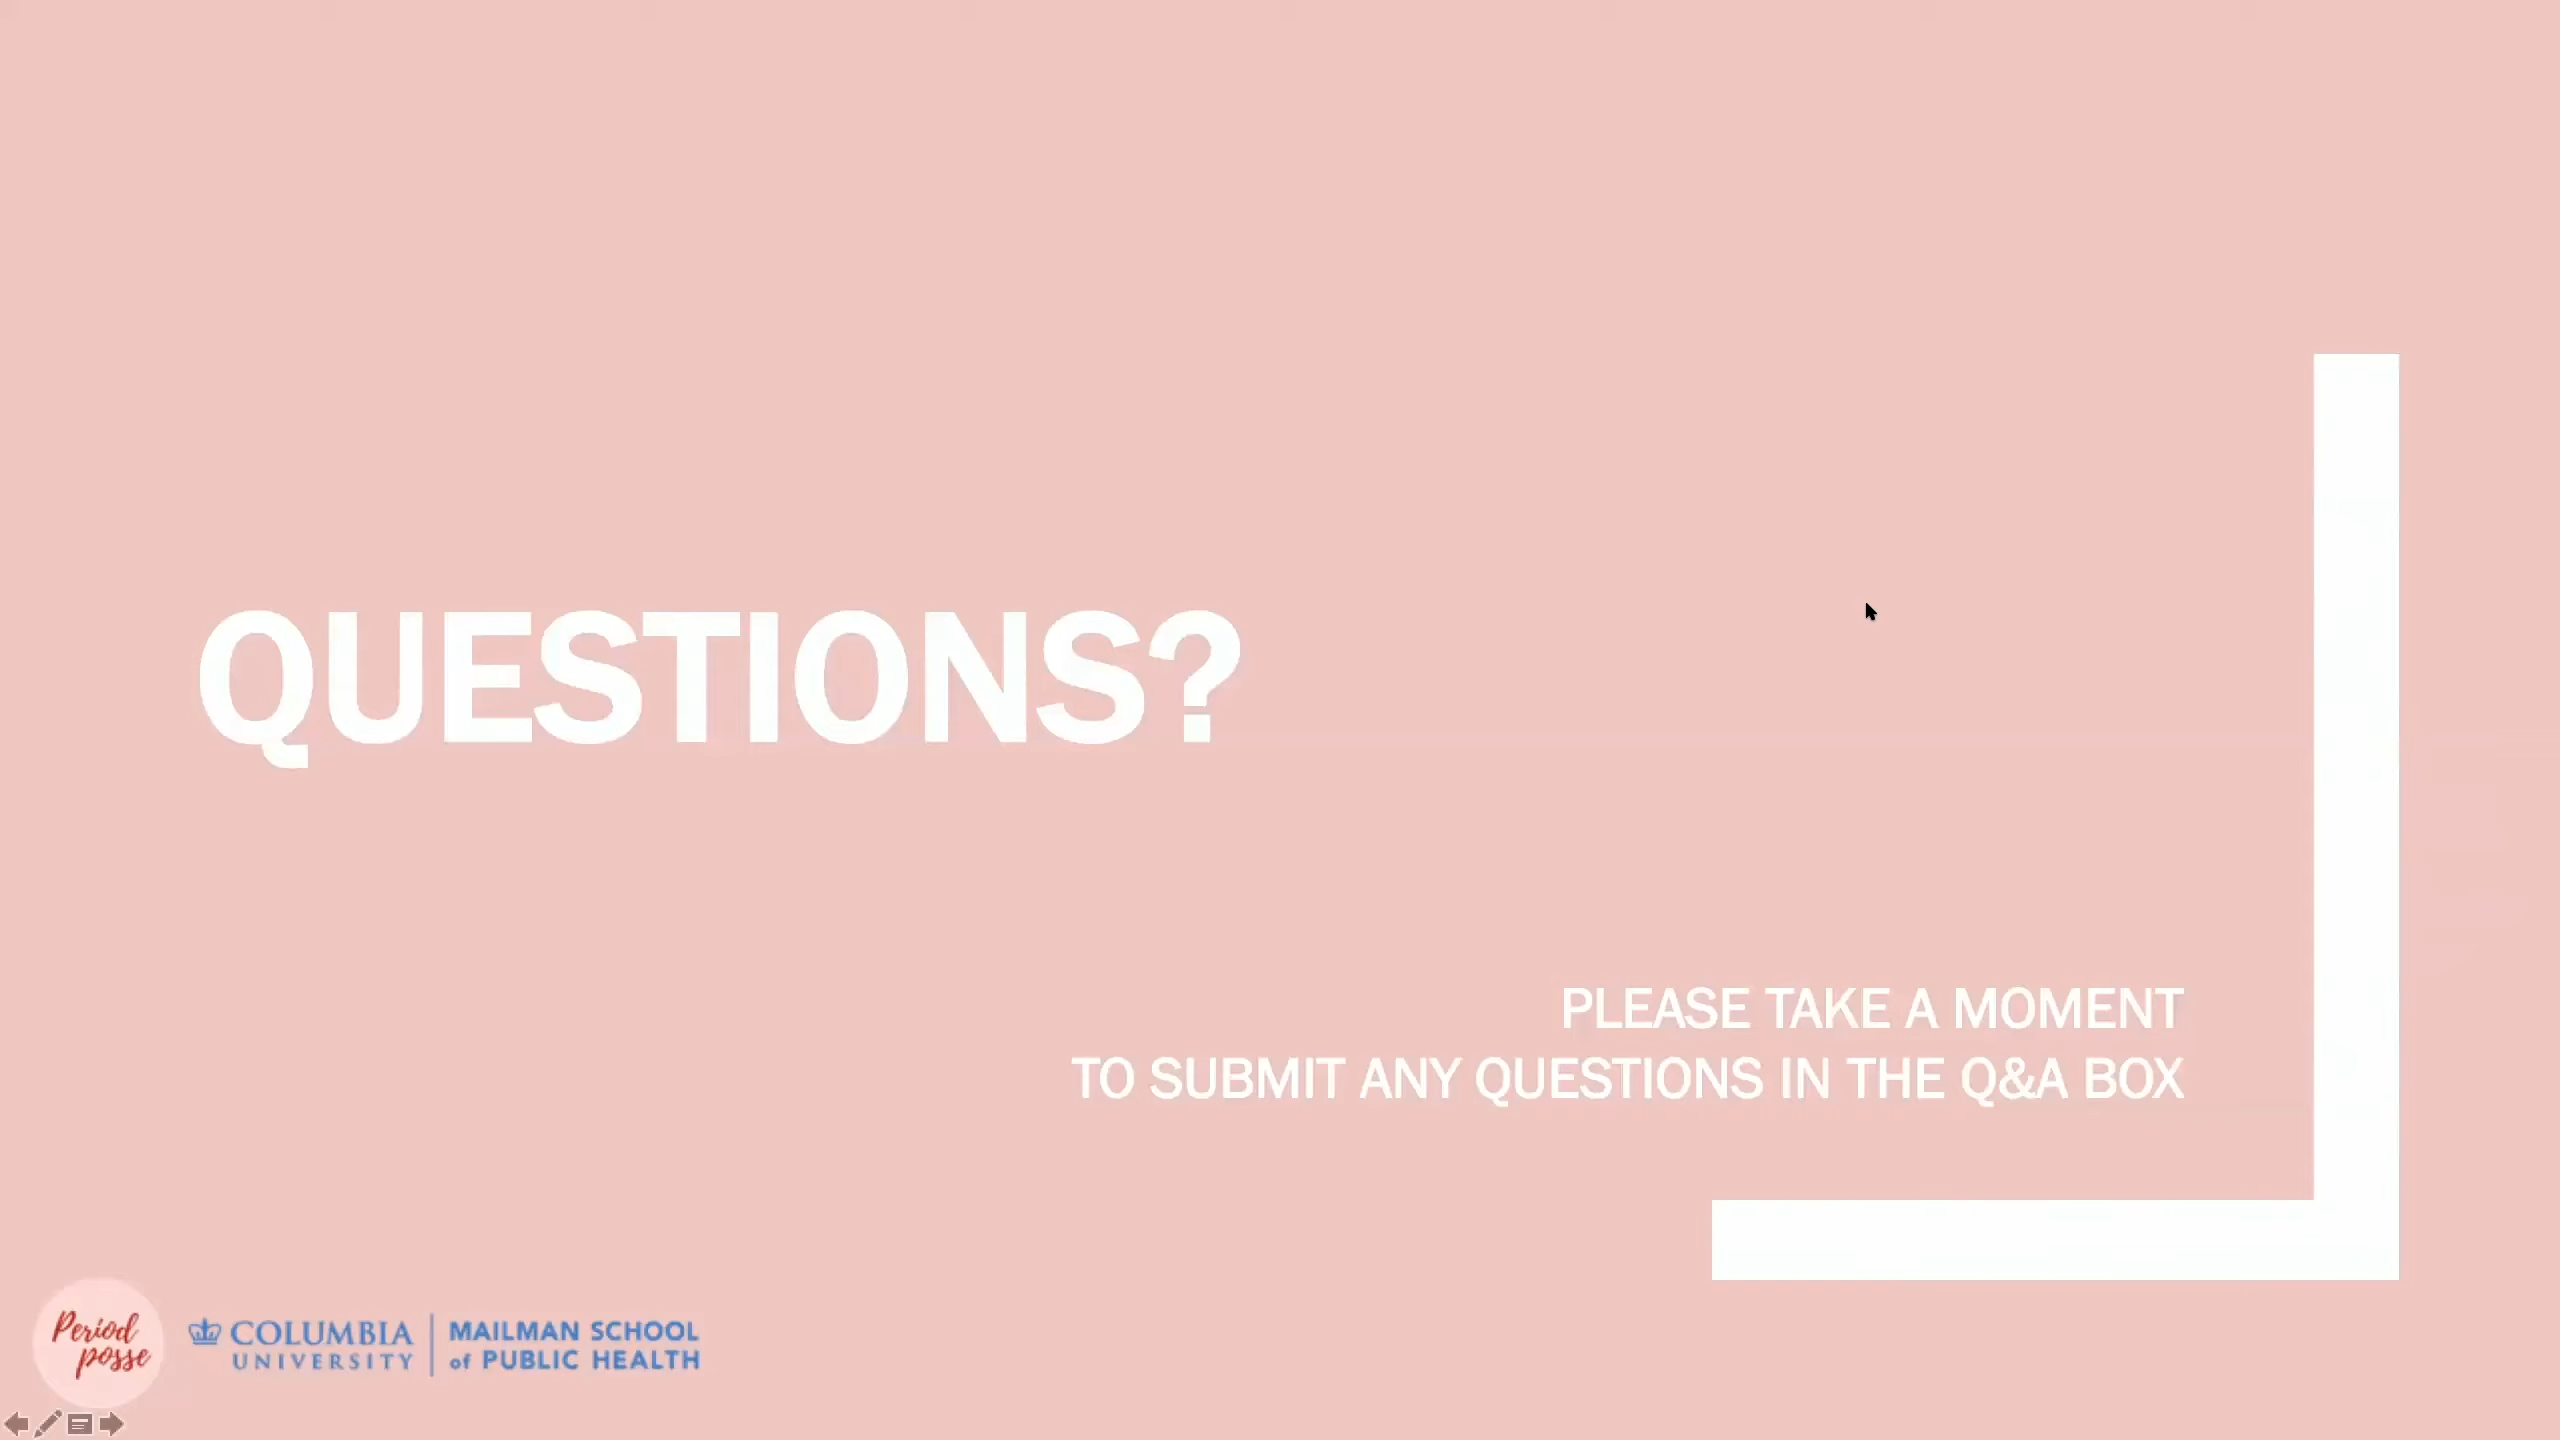 QUESTIONS?
PLEASE TAKE A MOMENT
TO SUBMIT ANY QUESTIONS IN THE Q&A BOX
Period
posse
COLUMBIA
UNIVERSITY
MAILMAN SCHOOL
of PUBLIC HEALTH